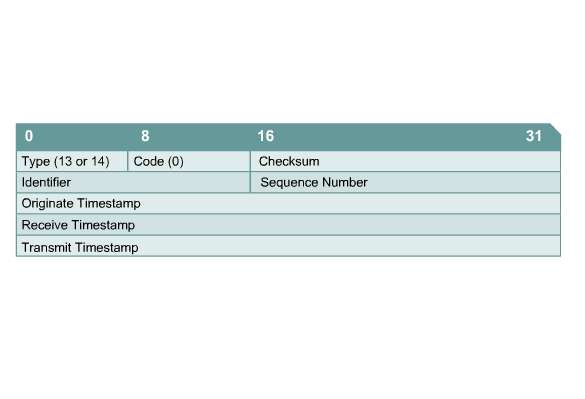 0 8 16 31
Type (13 or 14) Code (0) Checksum
Identifier Sequence Number
Originate Timestamp
Receive Timestamp
Transmit Timestamp